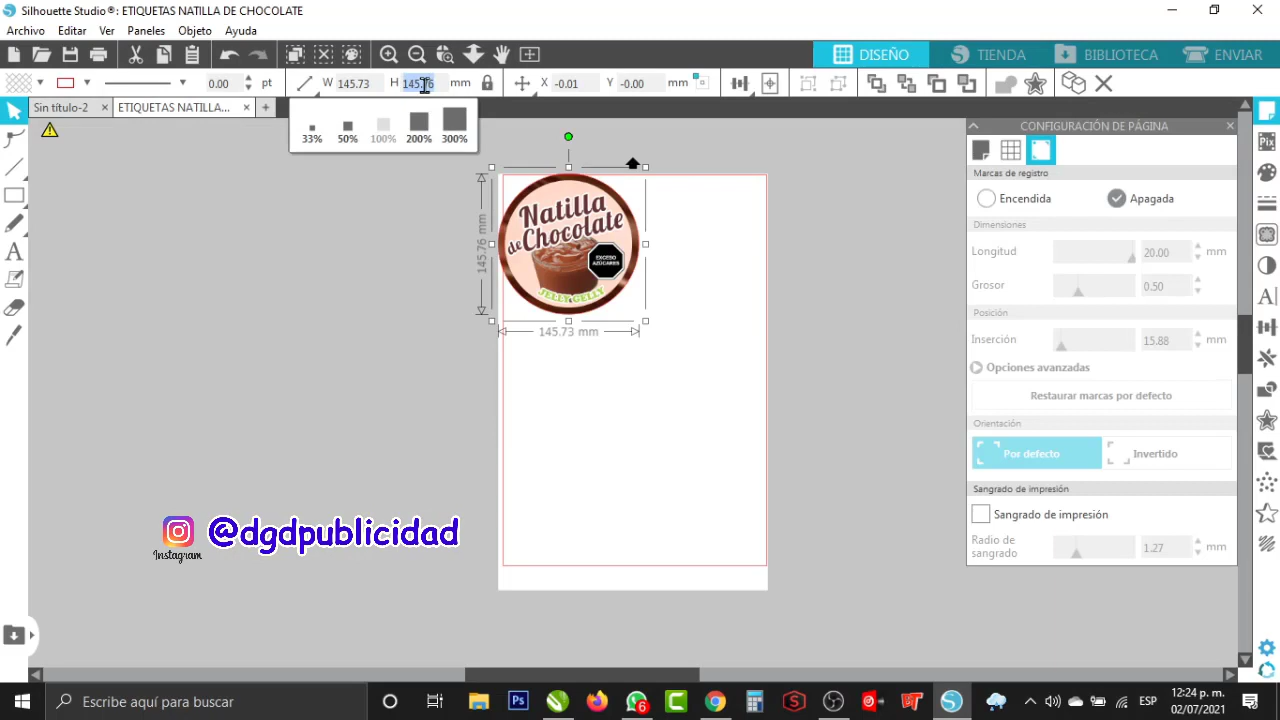 Silhouette Studio®: ETIQUETAS NATILLA DE CHOCOLATE
Archivo Editar Ver Paneles Objeto Ayuda
DISEÑO TIENDA BIBLIOTECA ENVIAR
0.00 pt W 145.73 H 145.76 mm X -0.01 Y -0.00 mm
Sin título-2 ETIQUETAS NATILLA...
33% 50% 100% 200% 300%
CONFIGURACIÓN DE PÁGINA
Pix
Marcas de registro
Encendida Apagada
Dimensiones
Longitud 20.00 mm
Grosor 0.50
Posición
Inserción 15.88 mm
Opciones avanzadas
Restaurar marcas por defecto
Orientación
Por defecto Invertido
Sangrado de impresión
Sangrado de impresión
Radio de
sangrado 1.27 mm
Natilla
de Chocolate
EXCESO
AZÚCARES
JELLY GELLY
145.76 mm
145.73 mm
@dgdpublicidad
Instagram
Escribe aquí para buscar
Ps
6
ESP
12:24 p. m.
02/07/2021